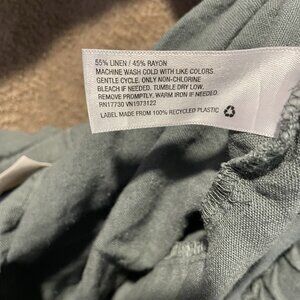 55% LINEN / 45% RAYON
MACHINE WASH COLD WITH LIKE COLORS.
GENTLE CYCLE. ONLY NON-CHLORINE
BLEACH IF NEEDED. TUMBLE DRY LOW.
REMOVE PROMPTLY. WARM IRON IF NEEDED.
RN17730 VN1973122
LABEL MADE FROM 100% RECYCLED PLASTIC